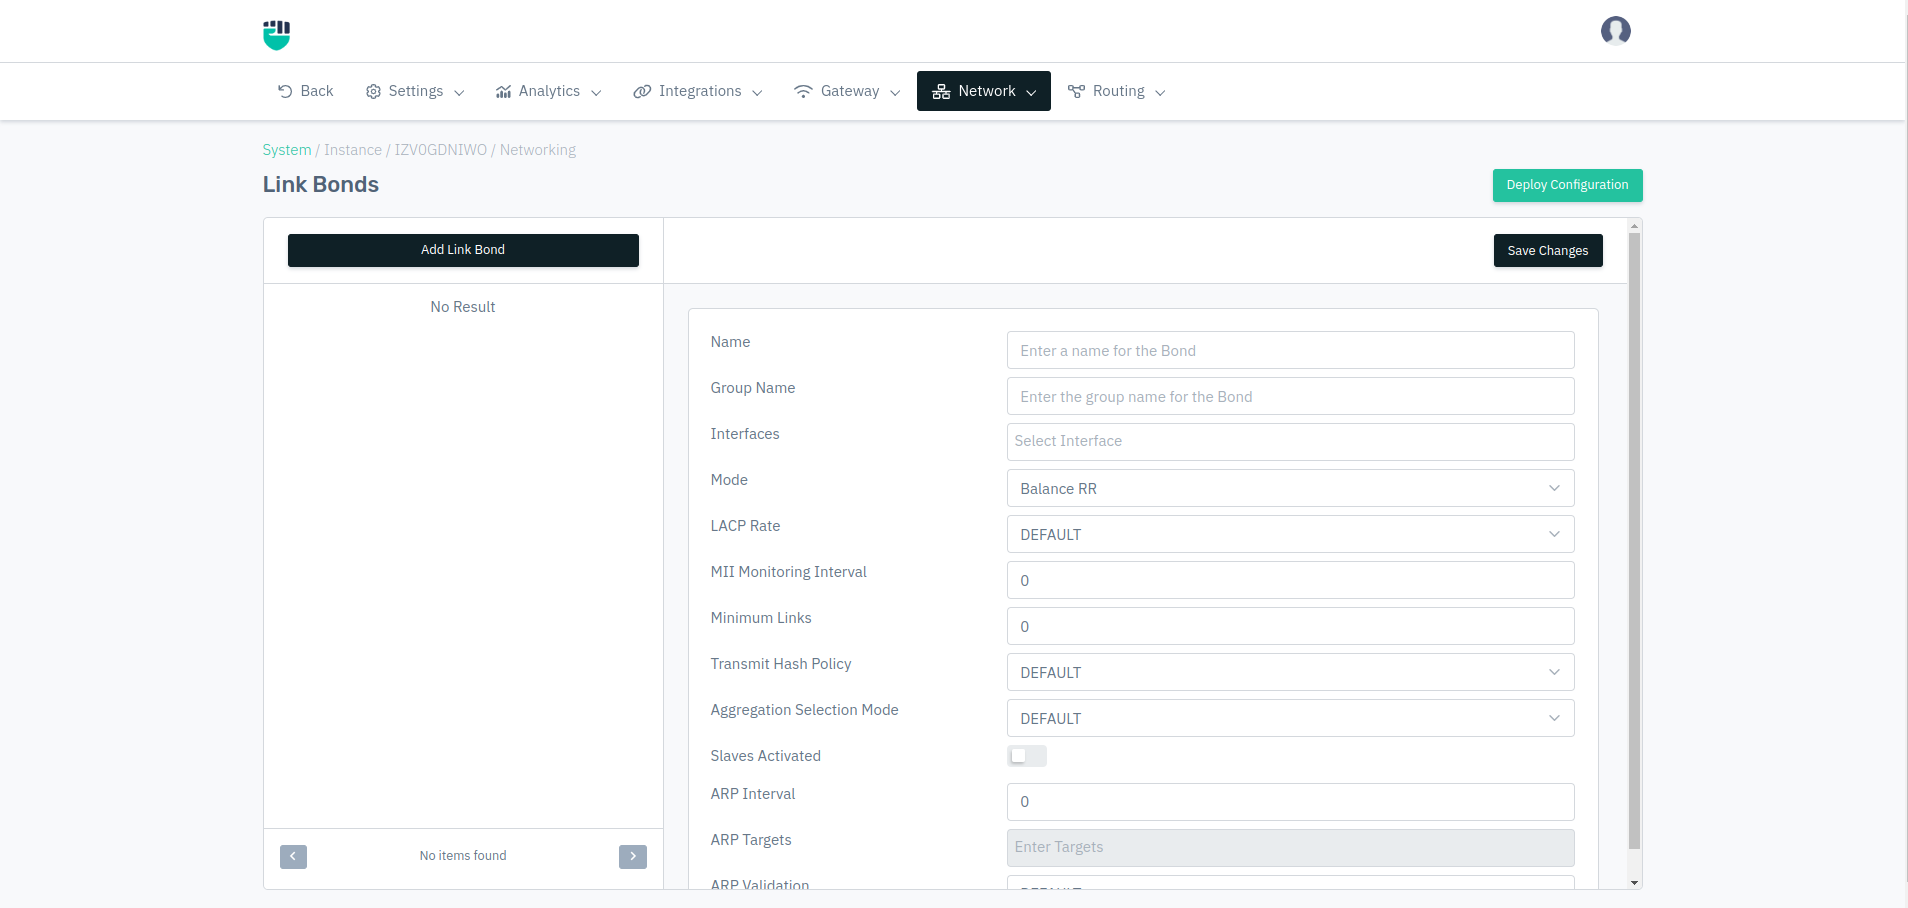 Back
Settings
Analytics
Integrations
Gateway
Network
Routing
System / Instance / IZV0GDNIWO / Networking
Link Bonds
Deploy Configuration
Add Link Bond
Save Changes
No Result
Name
Enter a name for the Bond
Group Name
Enter the group name for the Bond
Interfaces
Select Interface
Mode
Balance RR
LACP Rate
DEFAULT
MII Monitoring Interval
0
Minimum Links
0
Transmit Hash Policy
DEFAULT
Aggregation Selection Mode
DEFAULT
Slaves Activated
ARP Interval
0
ARP Targets
Enter Targets
ARP Validation
DEFAULT
No items found